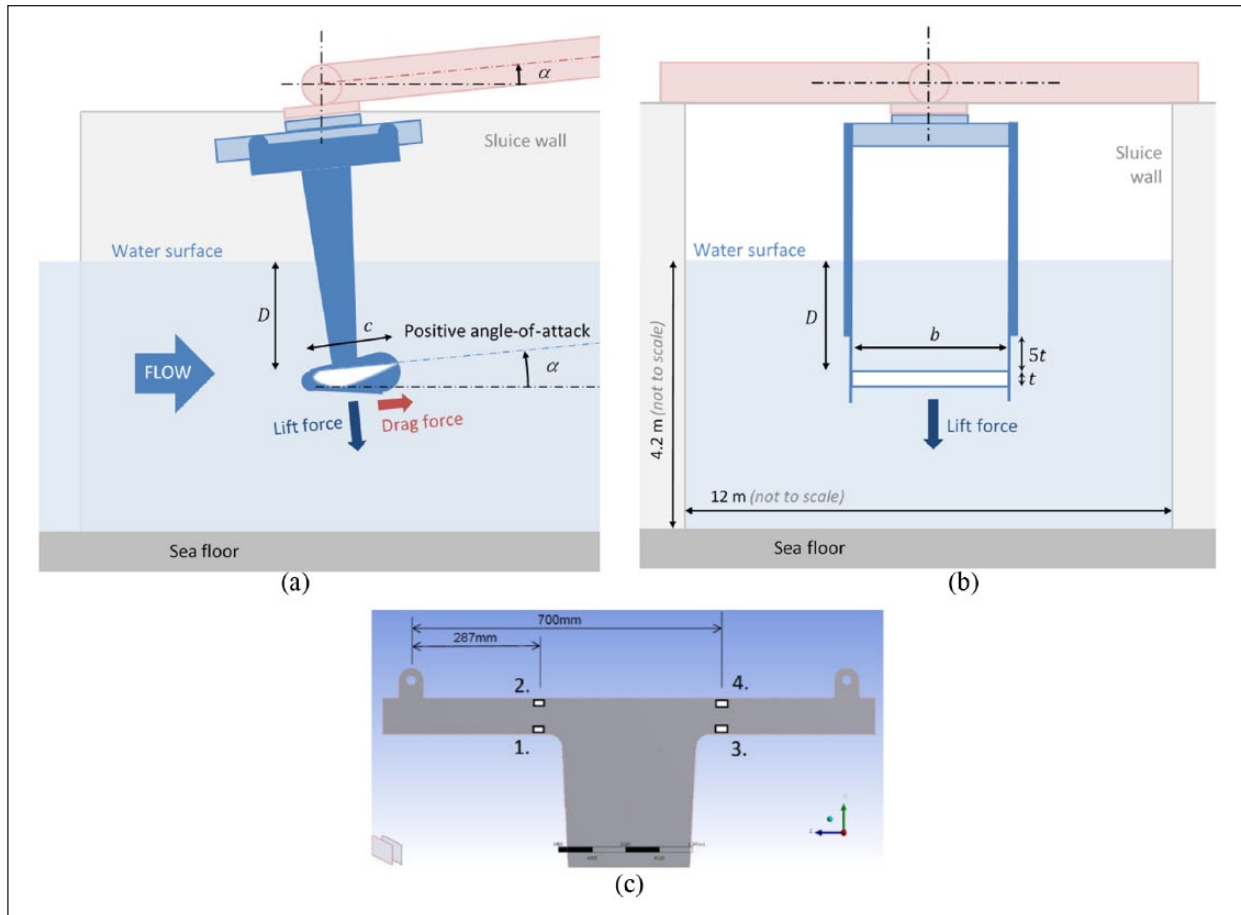 α
Sluice wall
Water surface
D
c
Positive angle-of-attack
FLOW
α
Lift force
Drag force
Sea floor
(a)
Sluice
wall
Water surface
D
b
5t
t
4.2 m (not to scale)
Lift force
12 m (not to scale)
Sea floor
(b)
700mm
287mm
2.
4.
1.
3.
(c)